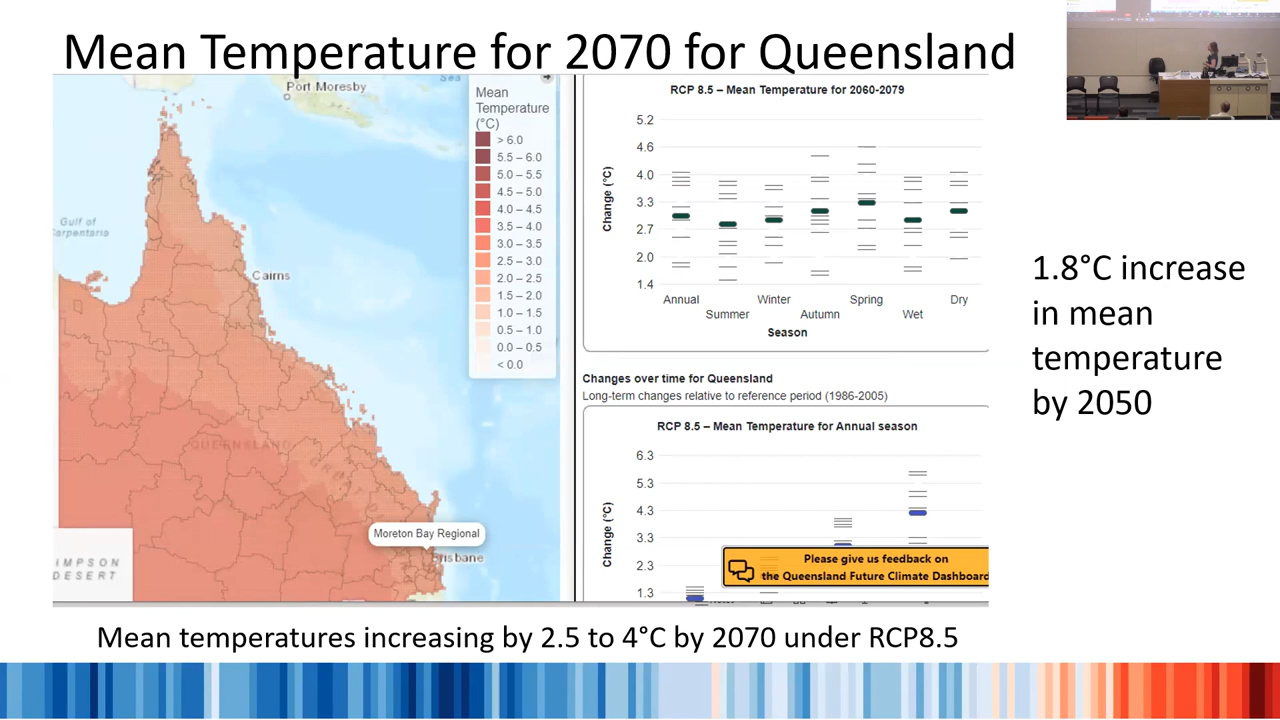 Mean Temperature for 2070 for Queensland
Port Moresby
Sea
Gulf of
Carpentaria
Cairns
QUEENSLAND
Moreton Bay Regional
Brisbane
IMPSON
DESERT
Mean
Temperature
(°C)
> 6.0
5.5 – 6.0
5.0 – 5.5
4.5 – 5.0
4.0 – 4.5
3.5 – 4.0
3.0 – 3.5
2.5 – 3.0
2.0 – 2.5
1.5 – 2.0
1.0 – 1.5
0.5 – 1.0
0.0 – 0.5
< 0.0
RCP 8.5 – Mean Temperature for 2060-2079
Change (°C)
5.2
4.6
4.0
3.3
2.7
2.0
1.4
Annual
Summer
Winter
Autumn
Spring
Wet
Dry
Season
Changes over time for Queensland
Long-term changes relative to reference period (1986-2005)
RCP 8.5 – Mean Temperature for Annual season
Change (°C)
6.3
5.3
4.3
3.3
2.3
1.3
Please give us feedback on
the Queensland Future Climate Dashboard
1.8°C increase
in mean
temperature
by 2050
Mean temperatures increasing by 2.5 to 4°C by 2070 under RCP8.5